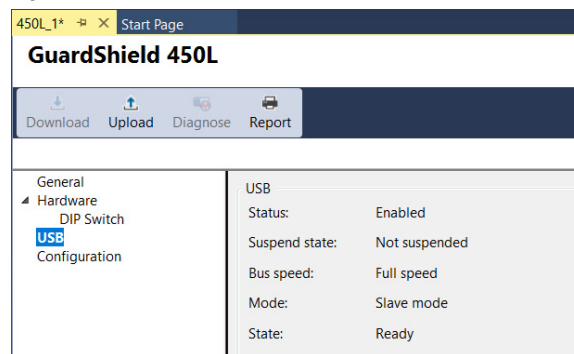 450L_1* Start Page
GuardShield 450L
Download Upload Diagnose Report
General
Hardware
DIP Switch
USB
Configuration
USB
Status: Enabled
Suspend state: Not suspended
Bus speed: Full speed
Mode: Slave mode
State: Ready